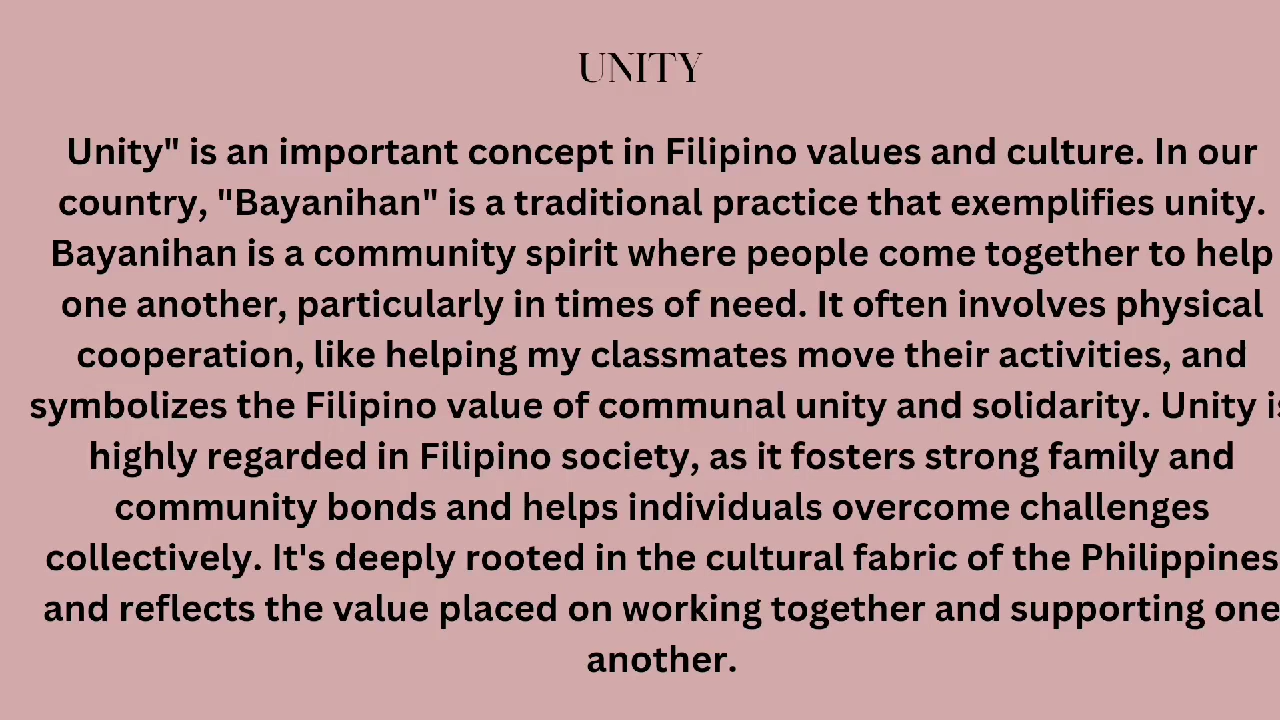 UNITY
Unity" is an important concept in Filipino values and culture. In our
country, "Bayanihan" is a traditional practice that exemplifies unity.
Bayanihan is a community spirit where people come together to help
one another, particularly in times of need. It often involves physical
cooperation, like helping my classmates move their activities, and
symbolizes the Filipino value of communal unity and solidarity. Unity is
highly regarded in Filipino society, as it fosters strong family and
community bonds and helps individuals overcome challenges
collectively. It's deeply rooted in the cultural fabric of the Philippines
and reflects the value placed on working together and supporting one
another.